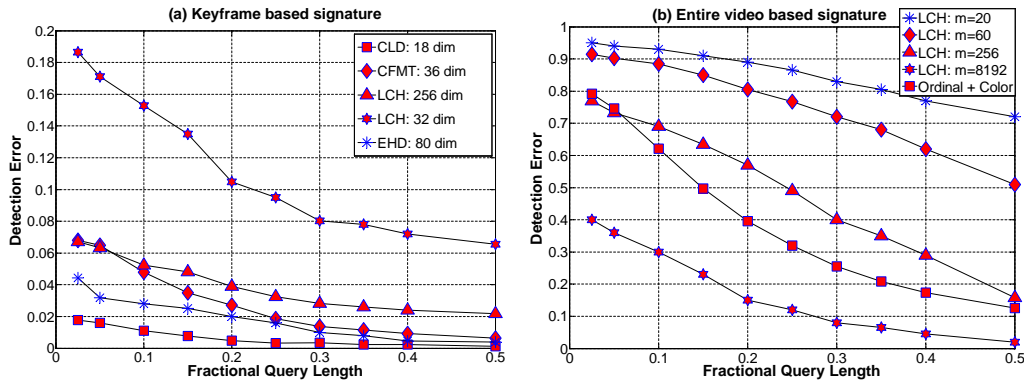 (a) Keyframe based signature
0.2
0.18
0.16
0.14
0.12
0.1
0.08
0.06
0.04
0.02
0
Detection Error
CLD: 18 dim
CFMT: 36 dim
LCH: 256 dim
LCH: 32 dim
EHD: 80 dim
0 0.1 0.2 0.3 0.4 0.5
Fractional Query Length
(b) Entire video based signature
1
0.9
0.8
0.7
0.6
0.5
0.4
0.3
0.2
0.1
0
Detection Error
LCH: m=20
LCH: m=60
LCH: m=256
LCH: m=8192
Ordinal + Color
0 0.1 0.2 0.3 0.4 0.5
Fractional Query Length